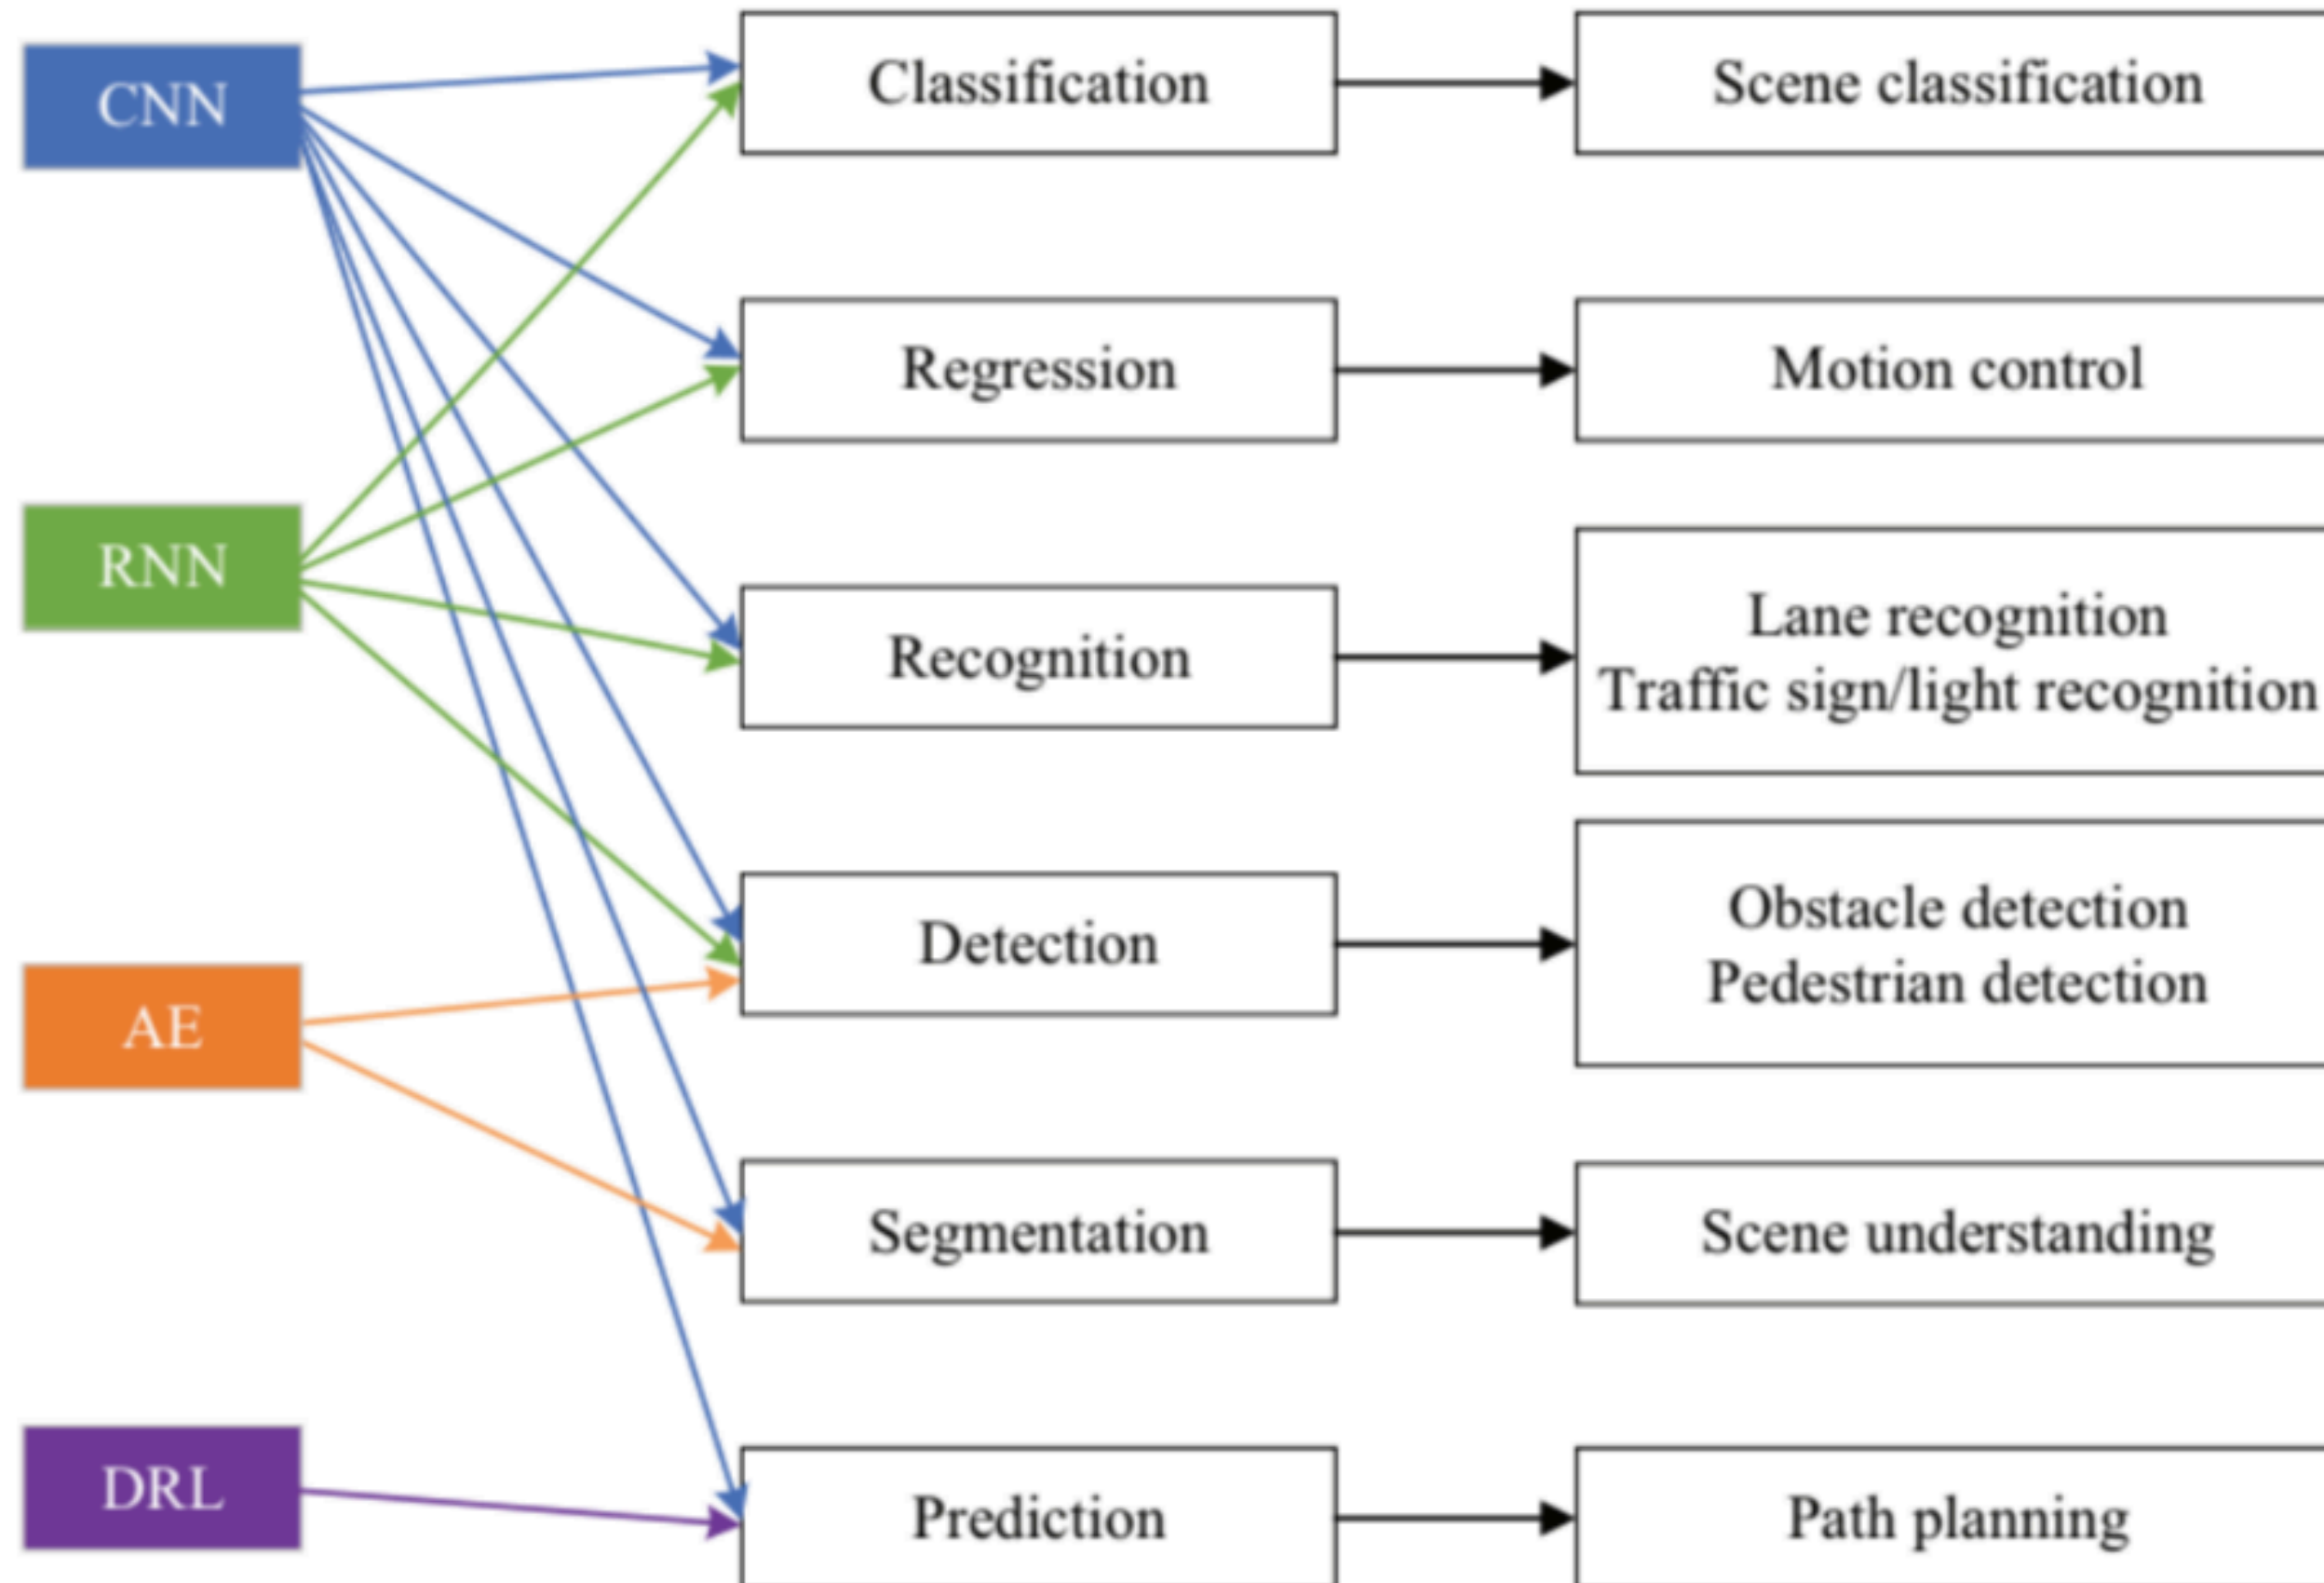 CNN
RNN
AE
DRL
Classification
Regression
Recognition
Detection
Segmentation
Prediction
Scene classification
Motion control
Lane recognition
Traffic sign/light recognition
Obstacle detection
Pedestrian detection
Scene understanding
Path planning